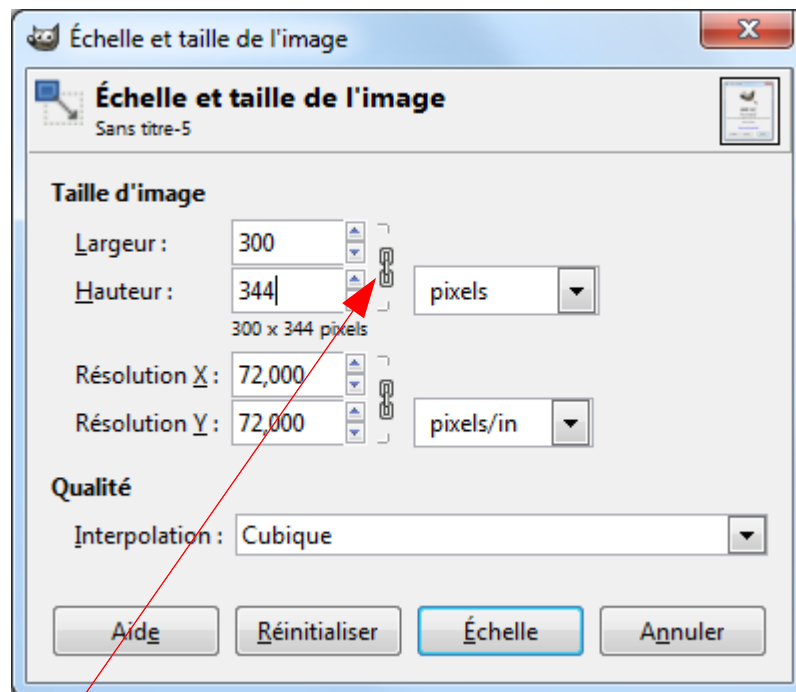 Échelle et taille de l'image
Échelle et taille de l'image
Sans titre-5
Taille d'image
Largeur : 300
Hauteur : 344 pixels
300 x 344 pixels
Résolution X : 72,000
Résolution Y : 72,000 pixels/in
Qualité
Interpolation : Cubique
Aide Réinitialiser Échelle Annuler